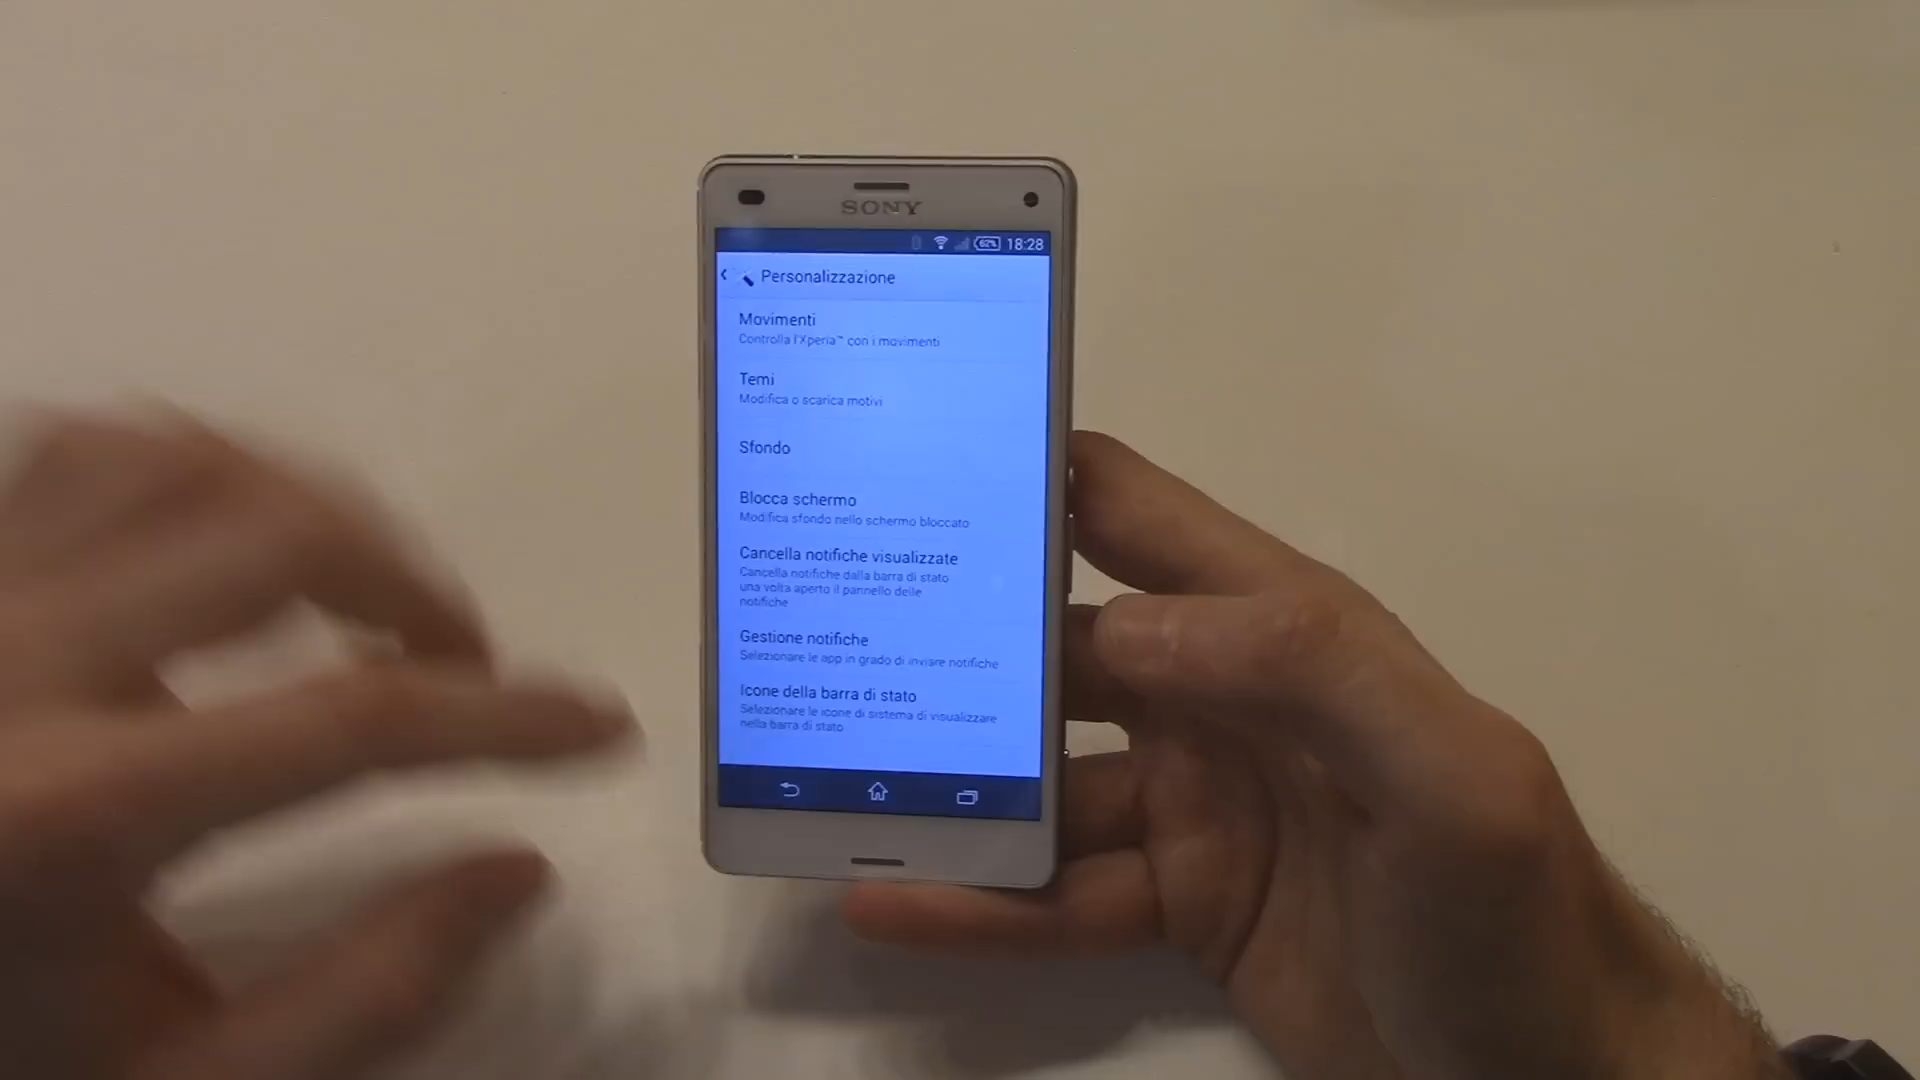 SONY
62% 18:28
Personalizzazione
Movimenti
Controlla l'Xperia™ con i movimenti
Temi
Modifica o scarica motivi
Sfondo
Blocca schermo
Modifica sfondo nello schermo bloccato
Cancella notifiche visualizzate
Cancella notifiche dalla barra di stato
una volta aperto il pannello delle
notifiche
Gestione notifiche
Selezionare le app in grado di invisre notifiche
Icone della barra di stato
Selezionare le icone di sistema di visualizzare
nella barra di stato